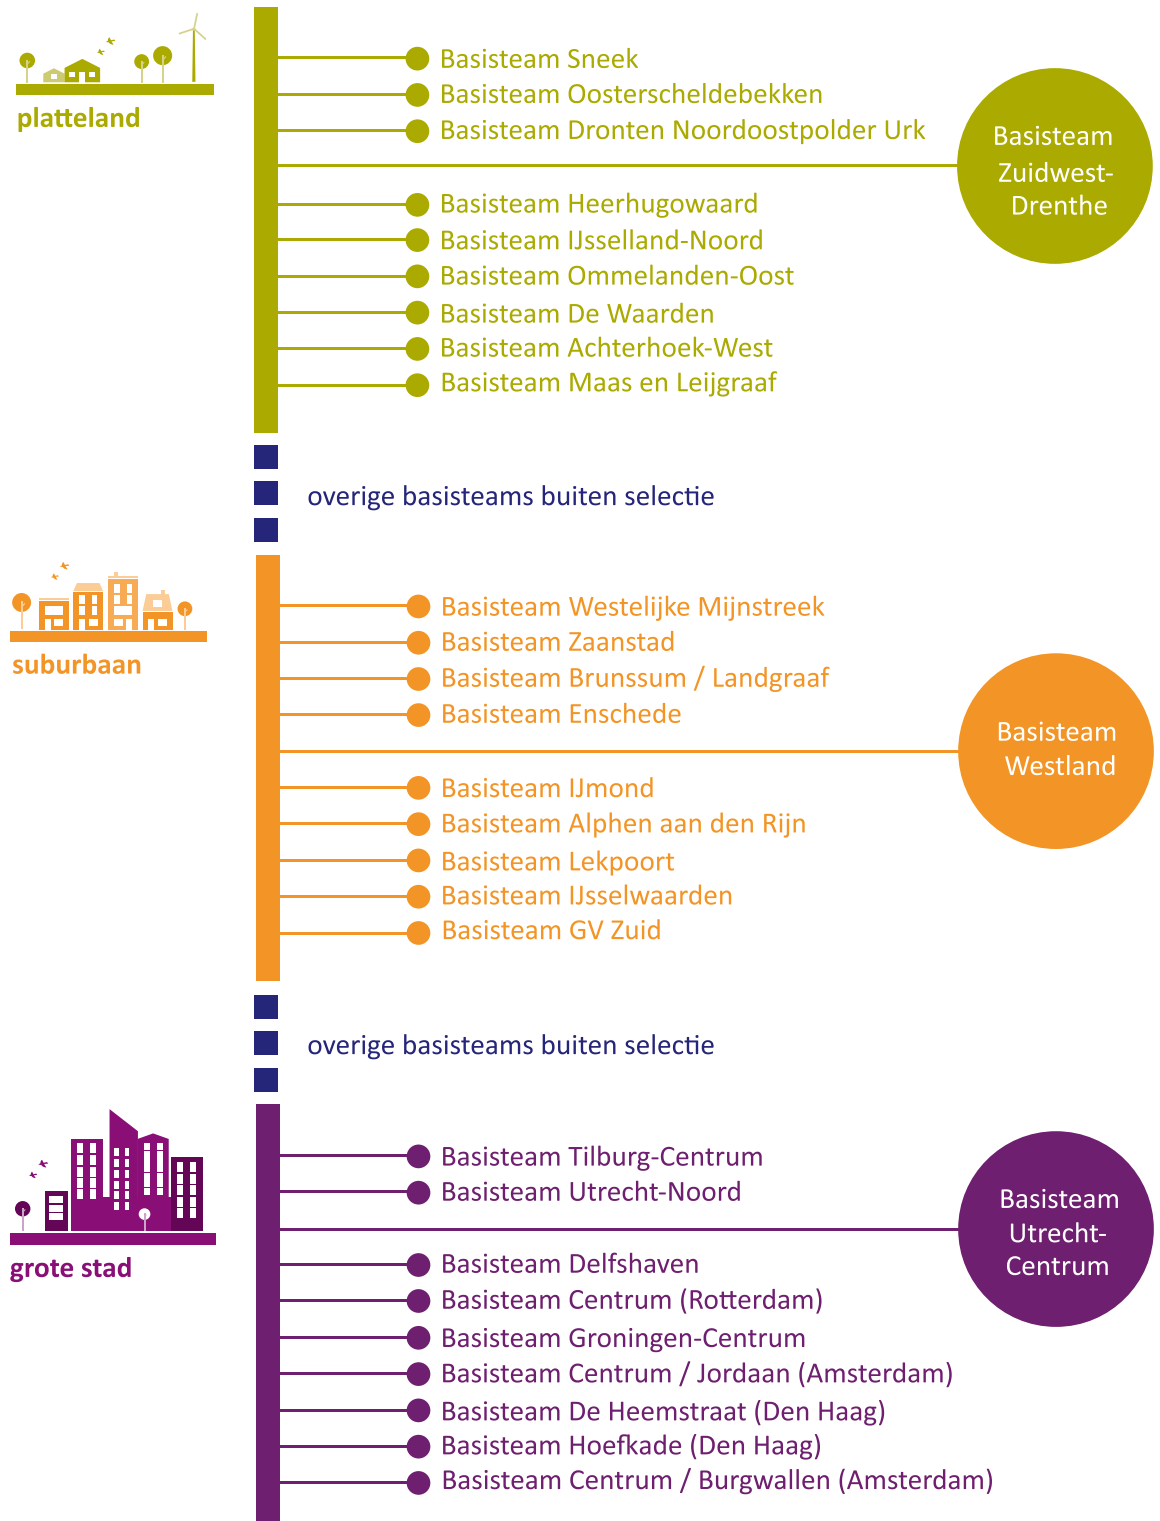 platteland
Basisteam Sneek
Basisteam Oosterscheldebekken
Basisteam Dronten Noordoostpolder Urk
Basisteam
Zuidwest-
Drenthe
Basisteam Heerhugowaard
Basisteam IJsselland-Noord
Basisteam Ommelanden-Oost
Basisteam De Waarden
Basisteam Achterhoek-West
Basisteam Maas en Leijgraaf
overige basisteams buiten selectie
suburbaan
Basisteam Westelijke Mijnstreek
Basisteam Zaanstad
Basisteam Brunssum / Landgraaf
Basisteam Enschede
Basisteam
Westland
Basisteam IJmond
Basisteam Alphen aan den Rijn
Basisteam Lekpoort
Basisteam IJsselwaarden
Basisteam GV Zuid
overige basisteams buiten selectie
grote stad
Basisteam Tilburg-Centrum
Basisteam Utrecht-Noord
Basisteam
Utrecht-
Centrum
Basisteam Delfshaven
Basisteam Centrum (Rotterdam)
Basisteam Groningen-Centrum
Basisteam Centrum / Jordaan (Amsterdam)
Basisteam De Heemstraat (Den Haag)
Basisteam Hoefkade (Den Haag)
Basisteam Centrum / Burgwallen (Amsterdam)